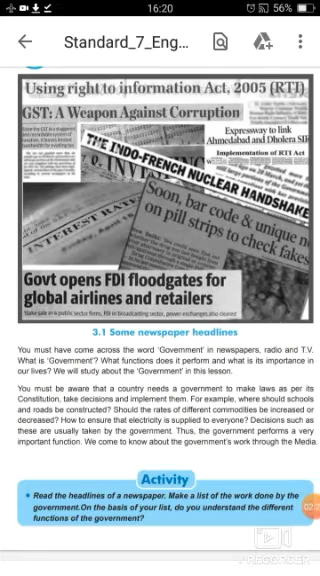 16:20
56%
Standard_7_Eng...
Using right to information Act, 2005 (RTI)
GST: A Weapon Against Corruption
Expressway to link
Ahmedabad and Dholera SIR
Implementation of RTI Act
THE INDO-FRENCH NUCLEAR HANDSHAKE
INTEREST RATE
Soon, bar code & unique n
on pill strips to check fakes
Govt opens FDI floodgates for
global airlines and retailers
3.1 Some newspaper headlines
You must have come across the word 'Government' in newspapers, radio and T.V.
What is 'Government'? What functions does it perform and what is its importance in
our lives? We will study about the 'Government' in this lesson.
You must be aware that a country needs a government to make laws as per its
Constitution, take decisions and implement them. For example, where should schools
and roads be constructed? Should the rates of different commodities be increased or
decreased? How to ensure that electricity is supplied to everyone? Decisions such as
these are usually taken by the government. Thus, the government performs a very
important function. We come to know about the government's work through the Media.
Activity
• Read the headlines of a newspaper. Make a list of the work done by the
government.On the basis of your list, do you understand the different
functions of the government?